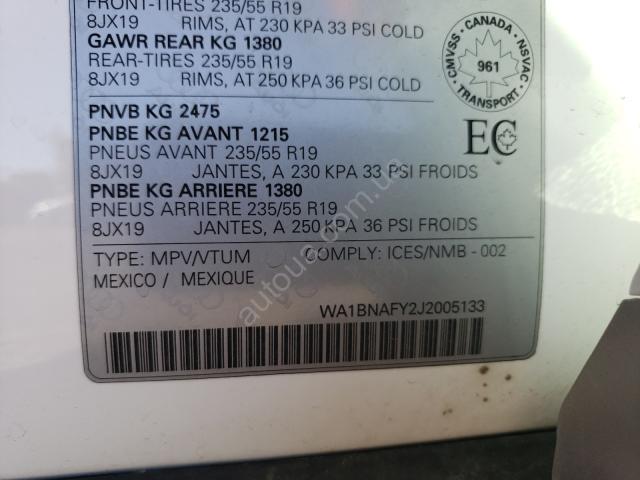 FRONT-TIRES 235/55 R19
8JX19 RIMS, AT 230 KPA 33 PSI COLD
GAWR REAR KG 1380
REAR-TIRES 235/55 R19
8JX19 RIMS, AT 250 KPA 36 PSI COLD
CMVSS - CANADA - NSVAC
961
TRANSPORT
PNVB KG 2475
PNBE KG AVANT 1215
PNEUS AVANT 235/55 R19
8JX19 JANTES, A 230 KPA 33 PSI FROIDS
PNBE KG ARRIERE 1380
PNEUS ARRIERE 235/55 R19
8JX19 JANTES, A 250 KPA 36 PSI FROIDS
EC
TYPE: MPV/VTUM COMPLY: ICES/NMB - 002
MEXICO / MEXIQUE
WA1BNAFY2J2005133
autous.com.ua